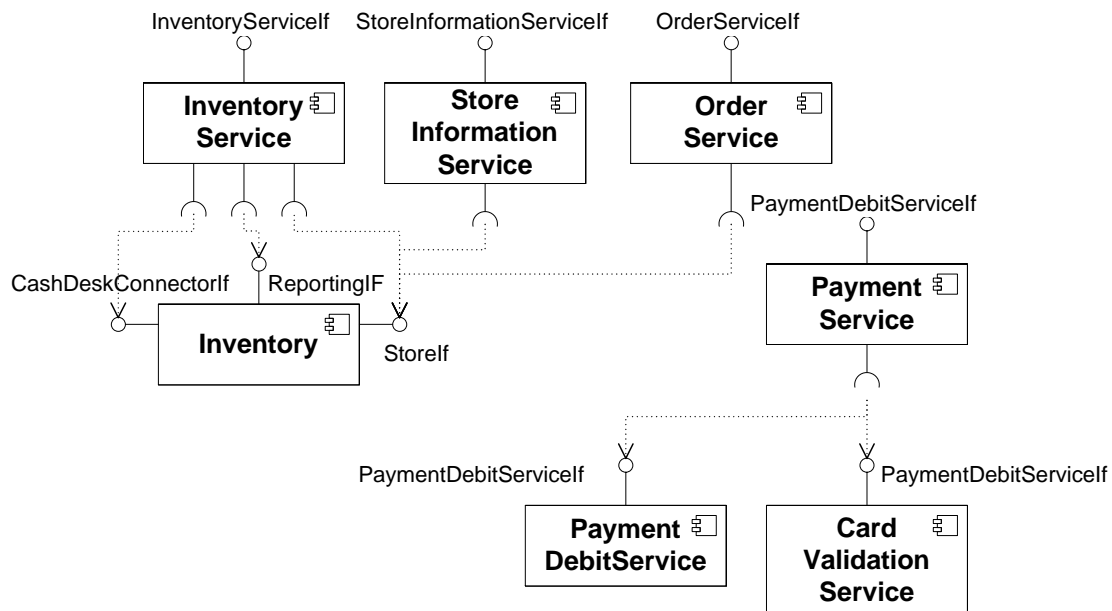 InventoryServiceIf
StoreInformationServiceIf
OrderServiceIf
Inventory
Service
Store
Information
Service
Order
Service
PaymentDebitServiceIf
CashDeskConnectorIf
ReportingIF
Payment
Service
Inventory
StoreIf
PaymentDebitServiceIf
PaymentDebitServiceIf
Payment
DebitService
Card
Validation
Service